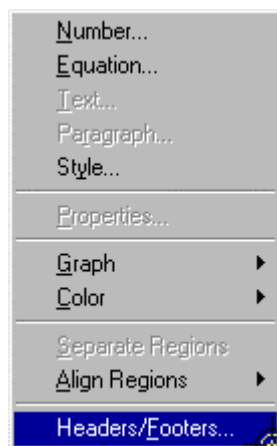 Number...
Equation...
Text...
Paragraph...
Style...
Properties...
Graph
Color
Separate Regions
Align Regions
Headers/Footers...